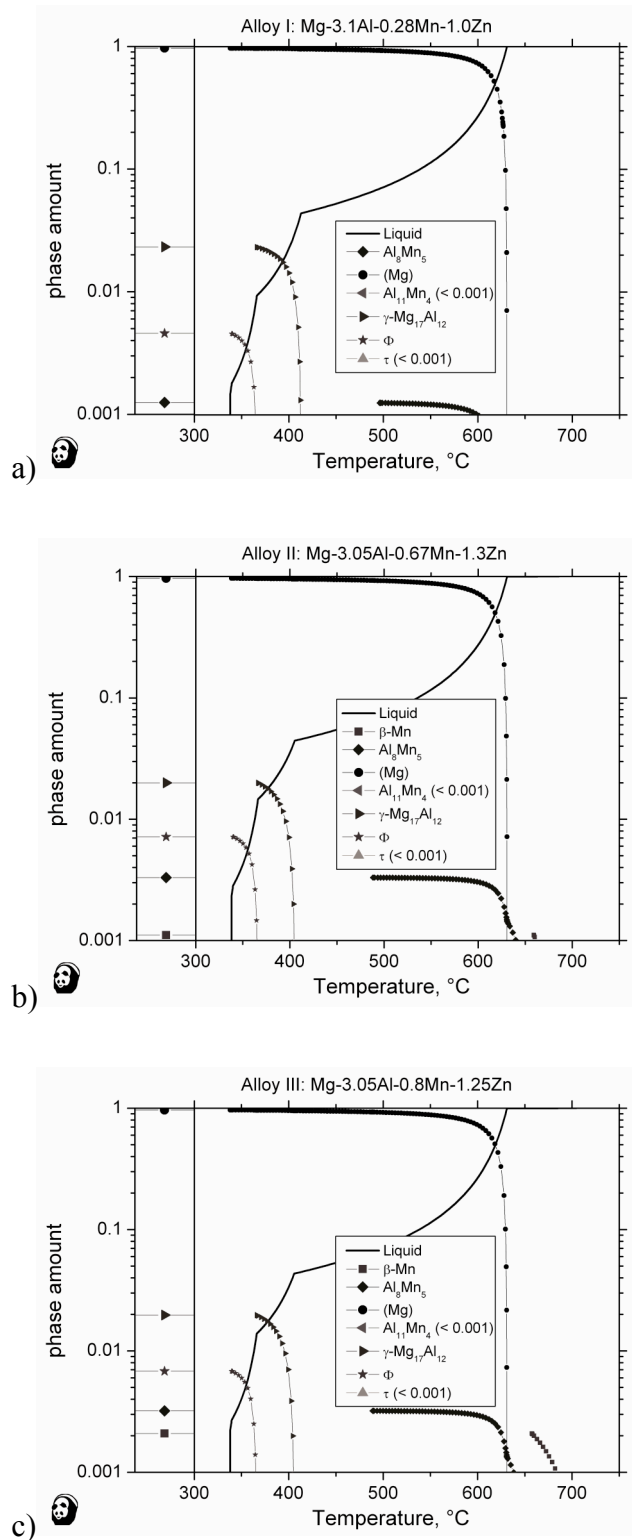 Alloy I: Mg-3.1Al-0.28Mn-1.0Zn
1
0.1
0.01
0.001
phase amount
Liquid
Al₈Mn₅
(Mg)
Al₁₁Mn₄ (< 0.001)
γ-Mg₁₇Al₁₂
Φ
τ (< 0.001)
300 400 500 600 700
Temperature, °C
a)
Alloy II: Mg-3.05Al-0.67Mn-1.3Zn
1
0.1
0.01
0.001
phase amount
Liquid
β-Mn
Al₈Mn₅
(Mg)
Al₁₁Mn₄ (< 0.001)
γ-Mg₁₇Al₁₂
Φ
τ (< 0.001)
300 400 500 600 700
Temperature, °C
b)
Alloy III: Mg-3.05Al-0.8Mn-1.25Zn
1
0.1
0.01
0.001
phase amount
Liquid
β-Mn
Al₈Mn₅
(Mg)
Al₁₁Mn₄ (< 0.001)
γ-Mg₁₇Al₁₂
Φ
τ (< 0.001)
300 400 500 600 700
Temperature, °C
c)